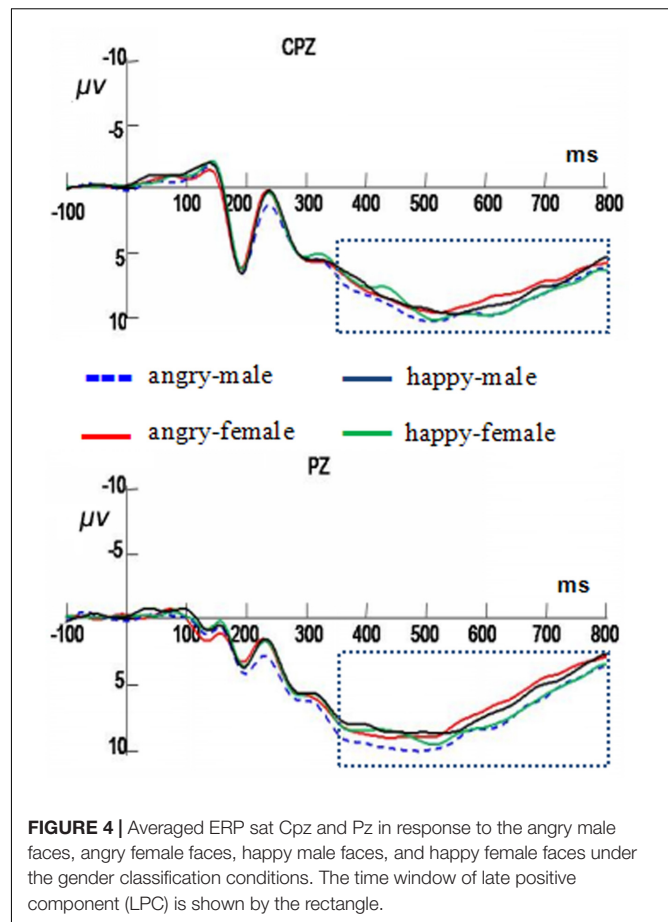 CPZ
-10
μv
-5
ms
-100 100 200 300 400 500 600 700 800
5
10
angry-male happy-male
angry-female happy-female
PZ
-10
μv
-5
ms
-100 100 200 300 400 500 600 700 800
5
10
FIGURE 4 | Averaged ERP sat Cpz and Pz in response to the angry male
faces, angry female faces, happy male faces, and happy female faces under
the gender classification conditions. The time window of late positive
component (LPC) is shown by the rectangle.